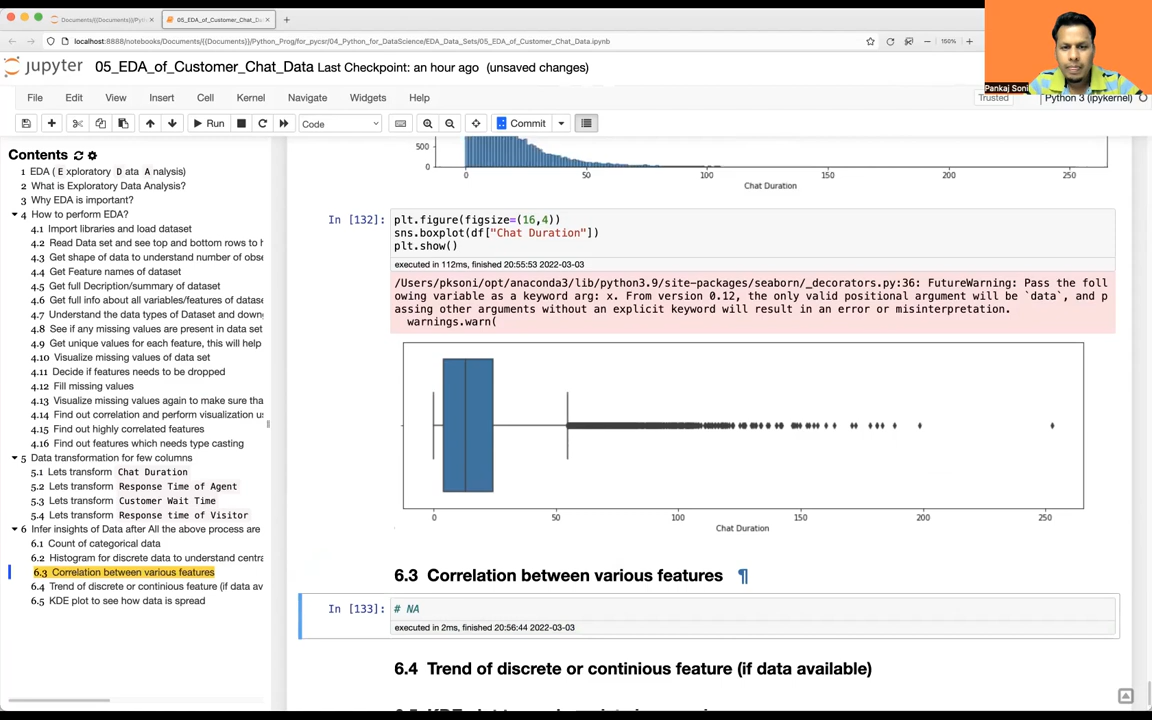 Documents/{{Documents}}/Pyt
05_EDA_of_Customer_Chat_Da
localhost:8888/notebooks/Documents/{{Documents}}/Python_Prog/for_pycsr/04_Python_for_DataScience/EDA_Data_Sets/05_EDA_of_Customer_Chat_Data.ipynb
150%
jupyter 05_EDA_of_Customer_Chat_Data Last Checkpoint: an hour ago (unsaved changes)
Pankaj Soni
File Edit View Insert Cell Kernel Navigate Widgets Help
Trusted Python 3 (ipykernel)
Run Code Commit
Contents
1 EDA ( E xploratory D ata A nalysis)
2 What is Exploratory Data Analysis?
3 Why EDA is important?
4 How to perform EDA?
4.1 Import libraries and load dataset
4.2 Read Data set and see top and bottom rows to h
4.3 Get shape of data to understand number of obse
4.4 Get Feature names of dataset
4.5 Get full Decription/summary of dataset
4.6 Get full info about all variables/features of datase
4.7 Understand the data types of Dataset and down
4.8 See if any missing values are present in data set
4.9 Get unique values for each feature, this will help
4.10 Visualize missing values of data set
4.11 Decide if features needs to be dropped
4.12 Fill missing values
4.13 Visualize missing values again to make sure tha
4.14 Find out correlation and perform visualization u
4.15 Find out highly correlated features
4.16 Find out features which needs type casting
5 Data transformation for few columns
5.1 Lets transform Chat Duration
5.2 Lets transform Response Time of Agent
5.3 Lets transform Customer Wait Time
5.4 Lets transform Response time of Visitor
6 Infer insights of Data after All the above process are
6.1 Count of categorical data
6.2 Histogram for discrete data to understand centra
6.3 Correlation between various features
6.4 Trend of discrete or continious feature (if data av
6.5 KDE plot to see how data is spread
500
0
0 50 100 150 200 250
Chat Duration
In [132]: plt.figure(figsize=(16,4))
sns.boxplot(df["Chat Duration"])
plt.show()
executed in 112ms, finished 20:55:53 2022-03-03
/Users/pksoni/opt/anaconda3/lib/python3.9/site-packages/seaborn/_decorators.py:36: FutureWarning: Pass the foll
owing variable as a keyword arg: x. From version 0.12, the only valid positional argument will be `data`, and p
assing other arguments without an explicit keyword will result in an error or misinterpretation.
warnings.warn(
0 50 100 150 200 250
Chat Duration
6.3 Correlation between various features ¶
In [133]: # NA
executed in 2ms, finished 20:56:44 2022-03-03
6.4 Trend of discrete or continious feature (if data available)